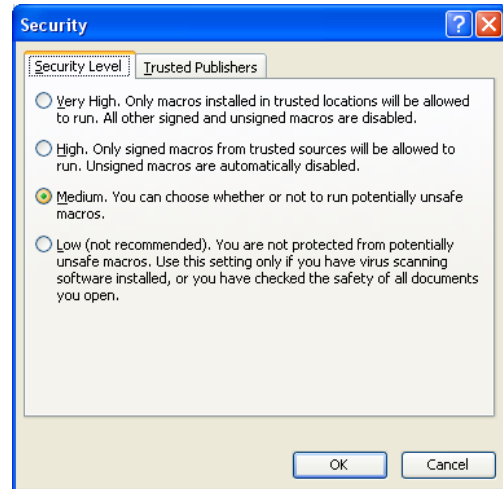 Security
Security Level
Trusted Publishers
Very High. Only macros installed in trusted locations will be allowed
to run. All other signed and unsigned macros are disabled.
High. Only signed macros from trusted sources will be allowed to
run. Unsigned macros are automatically disabled.
Medium. You can choose whether or not to run potentially unsafe
macros.
Low (not recommended). You are not protected from potentially
unsafe macros. Use this setting only if you have virus scanning
software installed, or you have checked the safety of all documents
you open.
OK
Cancel